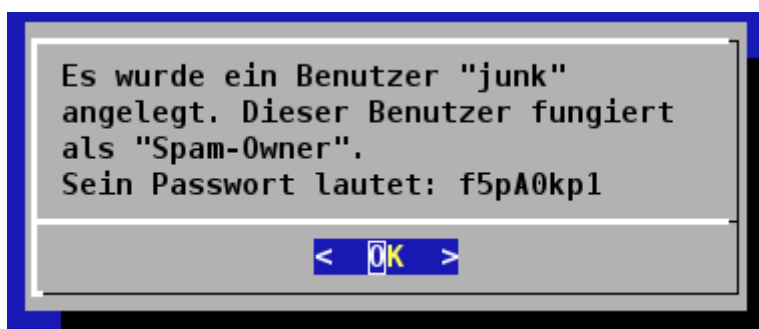 Es wurde ein Benutzer "junk"
angelegt. Dieser Benutzer fungiert
als "Spam-Owner".
Sein Passwort lautet: f5pA0kp1
<  OK  >